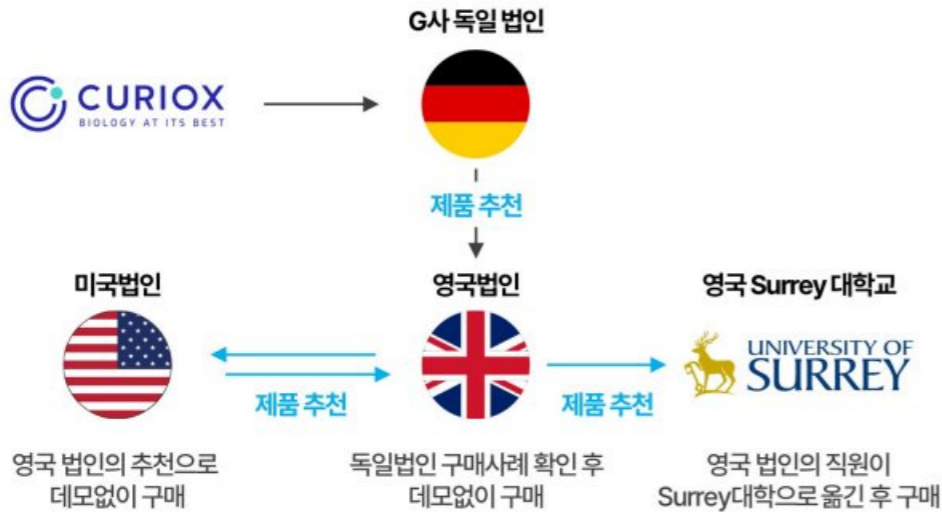 G사 독일 법인
CURIOX
BIOLOGY AT ITS BEST
제품 추천
미국법인
영국법인
영국 Surrey 대학교
UNIVERSITY OF
SURREY
제품 추천
제품 추천
영국 법인의 추천으로
데모없이 구매
독일법인 구매사례 확인 후
데모없이 구매
영국 법인의 직원이
Surrey대학으로 옮긴 후 구매